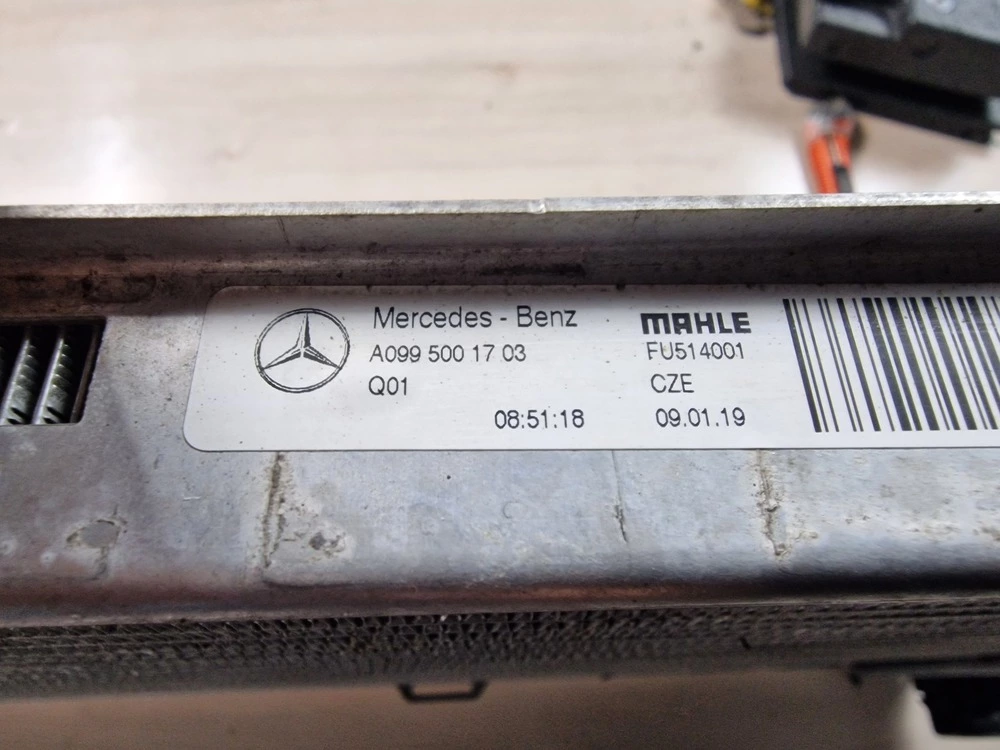 Mercedes - Benz
A099 500 17 03
Q01
08:51:18
MAHLE
FU514001
CZE
09.01.19